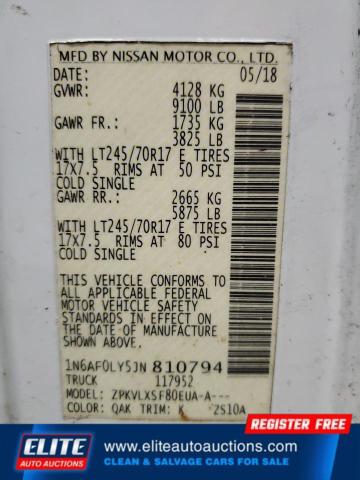 MFD BY NISSAN MOTOR CO., LTD.
DATE: 05/18
GVWR: 4128 KG
9100 LB
GAWR FR.: 1735 KG
3825 LB
WITH LT245/70R17 E TIRES
17X7.5 RIMS AT 50 PSI
COLD SINGLE
GAWR RR.: 2665 KG
5875 LB
WITH LT245/70R17 E TIRES
17X7.5 RIMS AT 80 PSI
COLD SINGLE
THIS VEHICLE CONFORMS TO
ALL APPLICABLE FEDERAL
MOTOR VEHICLE SAFETY
STANDARDS IN EFFECT ON
THE DATE OF MANUFACTURE
SHOWN ABOVE.
1N6AF0LY5JN 810794
TRUCK 117952
MODEL: ZPKVLXSF80EUA-A---
COLOR: QAK TRIM: K ZS10A
REGISTER FREE
ELITE
AUTO AUCTIONS
www.eliteautoauctions.com
CLEAN & SALVAGE CARS FOR SALE